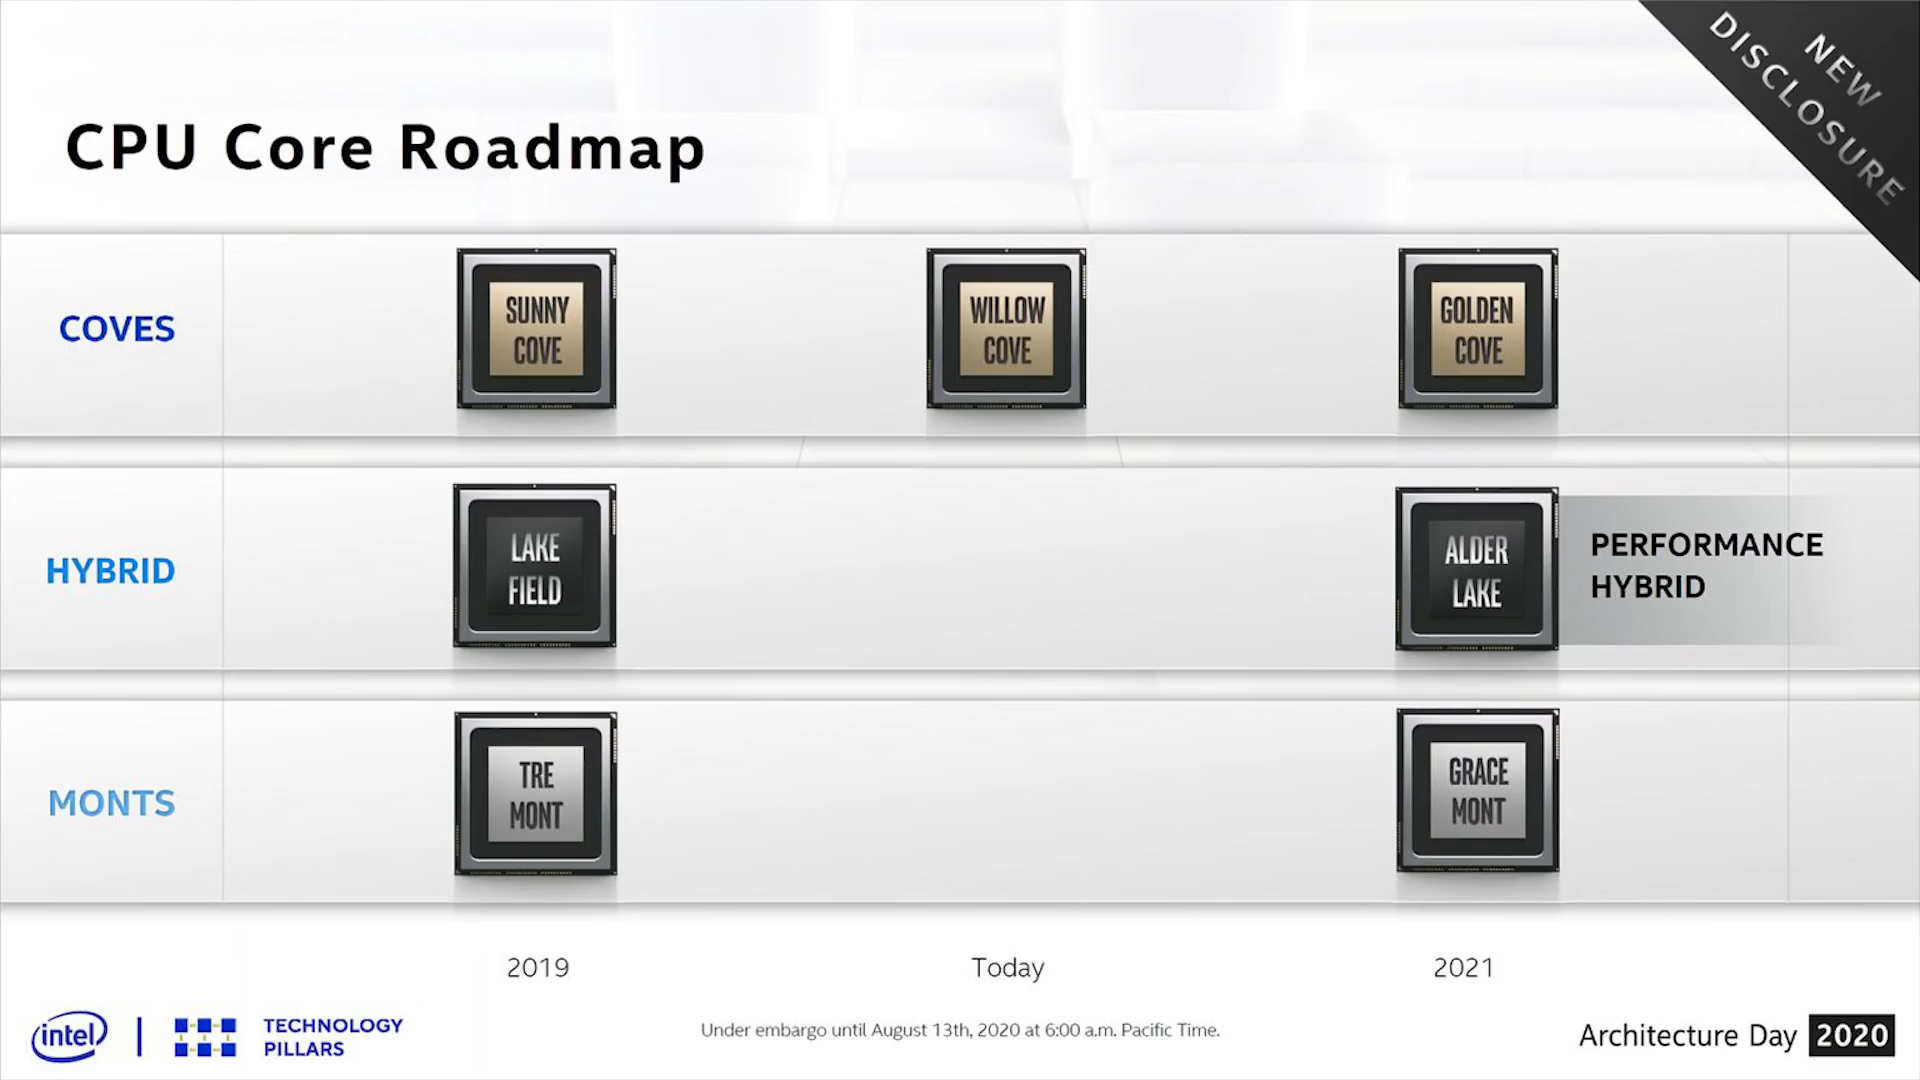 NEW
DISCLOSURE
CPU Core Roadmap
COVES
SUNNY
COVE
WILLOW
COVE
GOLDEN
COVE
HYBRID
LAKE
FIELD
ALDER
LAKE
PERFORMANCE
HYBRID
MONTS
TRE
MONT
GRACE
MONT
2019
Today
2021
intel
TECHNOLOGY
PILLARS
Under embargo until August 13th, 2020 at 6:00 a.m. Pacific Time.
Architecture Day 2020